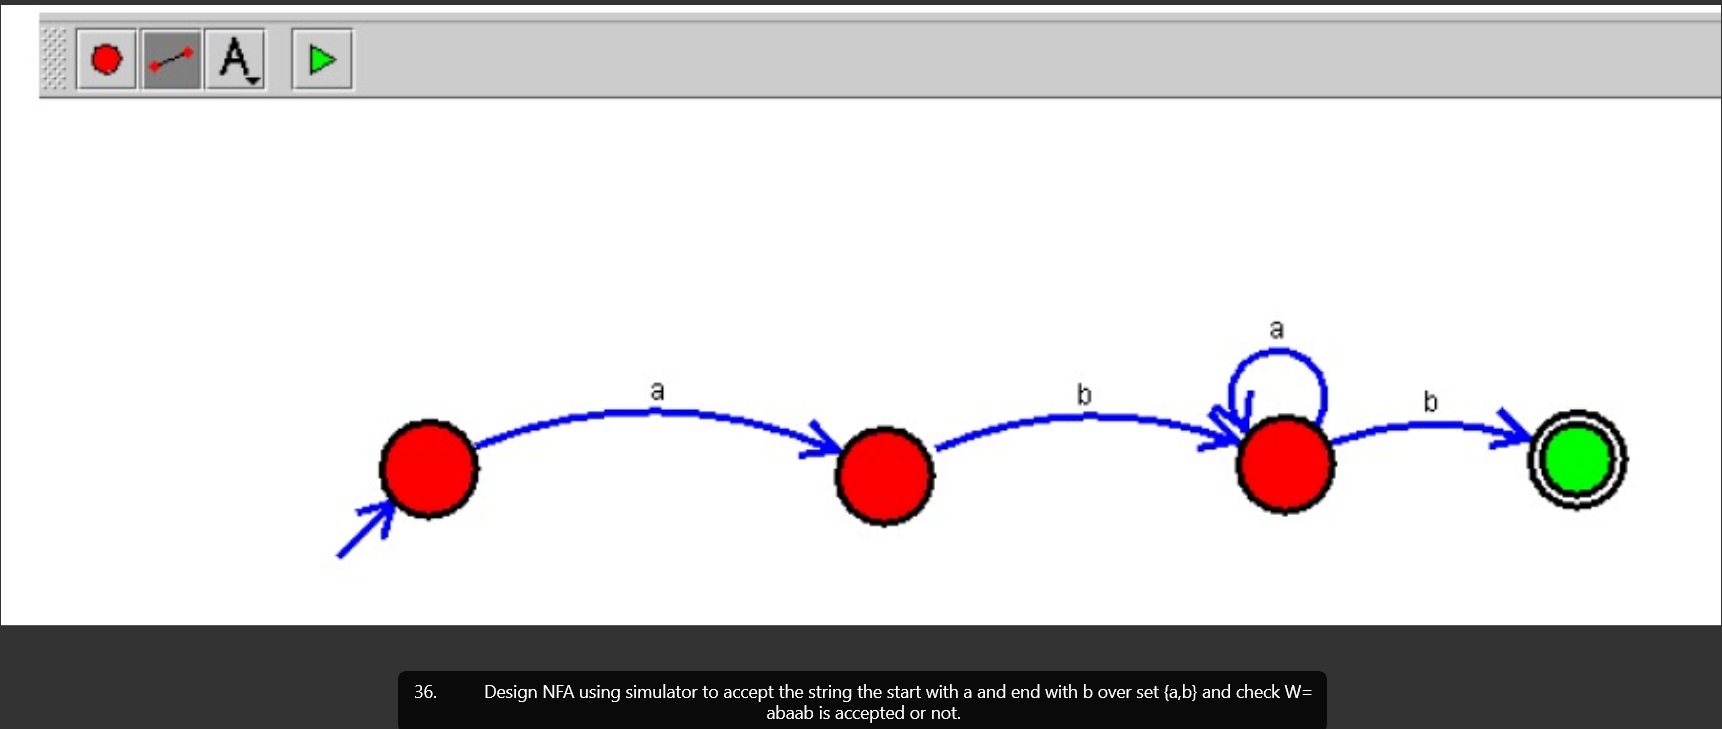 A
a
a
b
b
36. Design NFA using simulator to accept the string the start with a and end with b over set {a,b} and check W=
abaab is accepted or not.